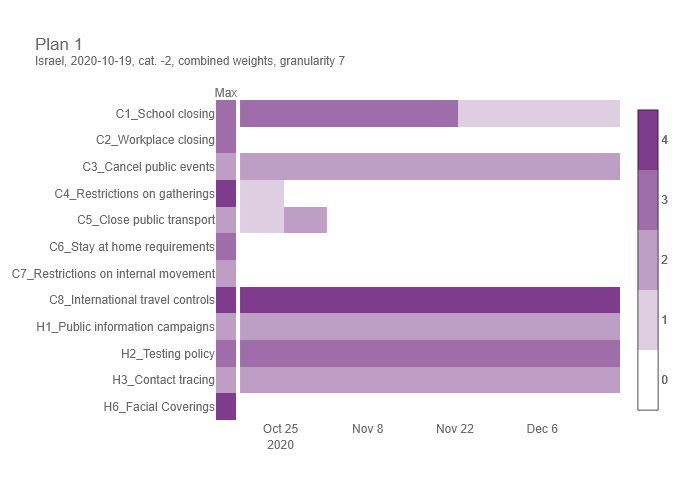 Plan 1
Israel, 2020-10-19, cat. -2, combined weights, granularity 7
Max
C1_School closing
C2_Workplace closing
C3_Cancel public events
C4_Restrictions on gatherings
C5_Close public transport
C6_Stay at home requirements
C7_Restrictions on internal movement
C8_International travel controls
H1_Public information campaigns
H2_Testing policy
H3_Contact tracing
H6_Facial Coverings
4
3
2
1
0
Oct 25 Nov 8 Nov 22 Dec 6
2020